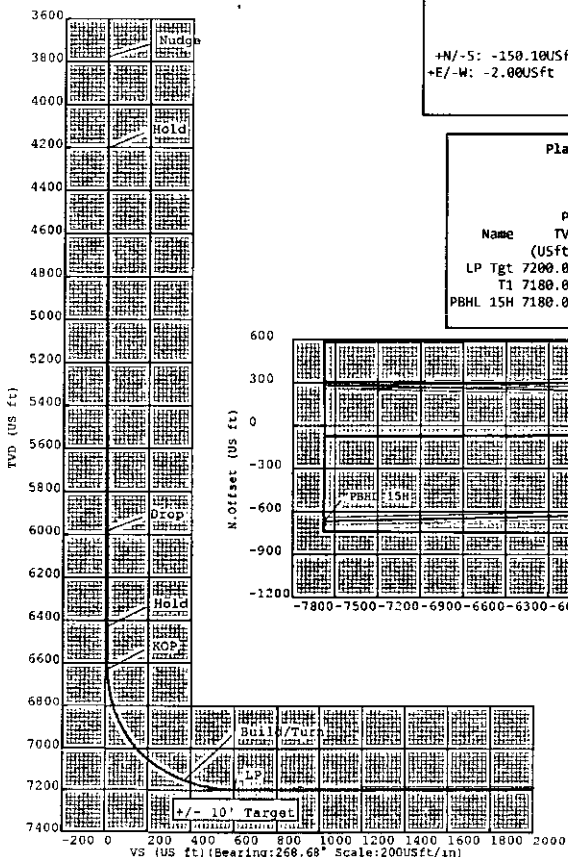 +N/-S: -150.10USf
+E/-W: -2.00USft
Pla
P
Name TV
(USft
LP Tgt 7200.0
T1 7180.0
PBHL 15H 7180.0
3600
3800
4000
4200
4400
4600
4800
5000
5200
5400
5600
5800
6000
6200
6400
6600
6800
7000
7200
7400
TVD (US ft)
Nudge
Hold
Drop
Hold
KOP
Build/Turn
LP
+/- 10' Target
-200 0 200 400 600 800 1000 1200 1400 1600 1800 2000
VS (US ft)(Bearing:268.68° Scale:200USft/in)
600
300
0
-300
-600
-900
-1200
N.Offset (US ft)
PBHL 15H
-7800 -7500 -7200 -6900 -6600 -6300 -60